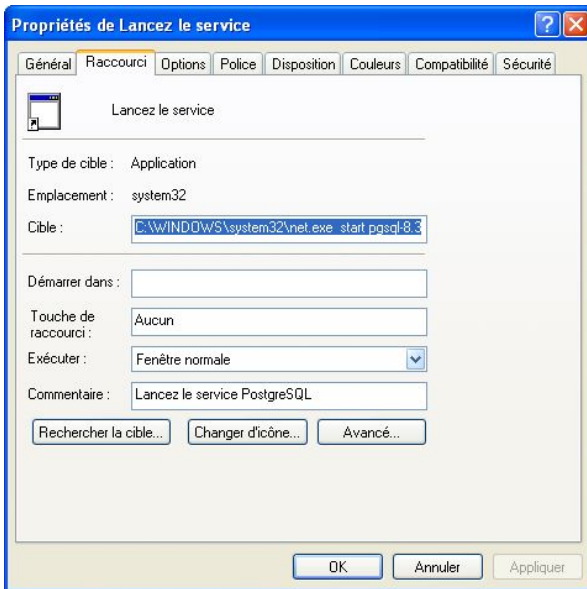 Propriétés de Lancez le service
Général Raccourci Options Police Disposition Couleurs Compatibilité Sécurité
Lancez le service
Type de cible : Application
Emplacement : system32
Cible : C:\WINDOWS\system32\net.exe start pgsql-8.3
Démarrer dans :
Touche de
raccourci : Aucun
Exécuter : Fenêtre normale
Commentaire : Lancez le service PostgreSQL
Rechercher la cible... Changer d'icône... Avancé...
OK Annuler Appliquer